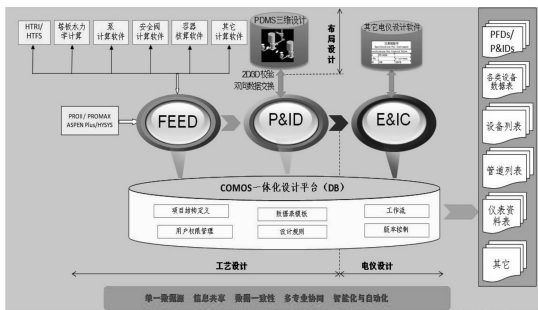 HTRI/
HTFS
塔板水力
学计算
泵
计算软件
安全阀
计算软件
容器
核算软件
其它
计算软件
PDMS三维设计
布局设计
其它电仪设计软件
PFDs/
P&IDs
各类设备
数据表
设备列表
管道列表
仪表资
料表
其它
2D3D校验
双向数据交换
PROII / PROMAX
ASPEN Plus/HYSYS
FEED
P&ID
E&IC
COMOS一体化设计平台（DB）
项目结构定义
数据表模板
工作流
用户权限管理
设计规则
版本控制
工艺设计
电仪设计
单一数据源 信息共享 数据一致性 多专业协同 智能化与自动化